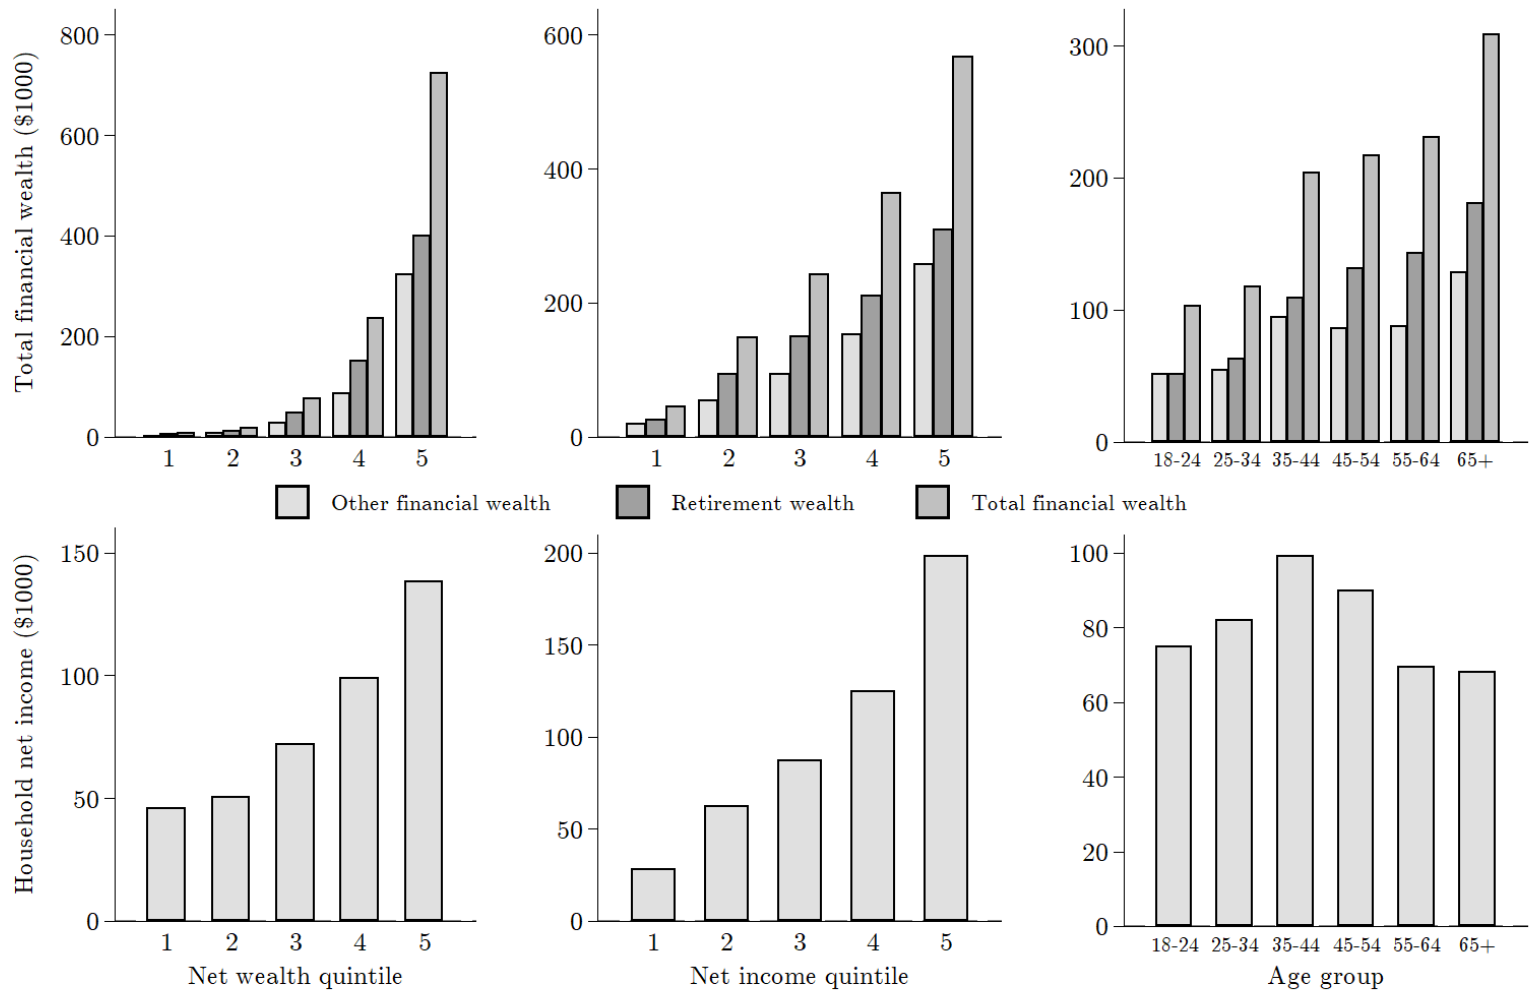 Total financial wealth ($1000)
800
600
400
200
0
1 2 3 4 5
600
400
200
0
1 2 3 4 5
300
200
100
0
18-24 25-34 35-44 45-54 55-64 65+
Other financial wealth Retirement wealth Total financial wealth
Household net income ($1000)
150
100
50
0
1 2 3 4 5
Net wealth quintile
200
150
100
50
0
1 2 3 4 5
Net income quintile
100
80
60
40
20
0
18-24 25-34 35-44 45-54 55-64 65+
Age group